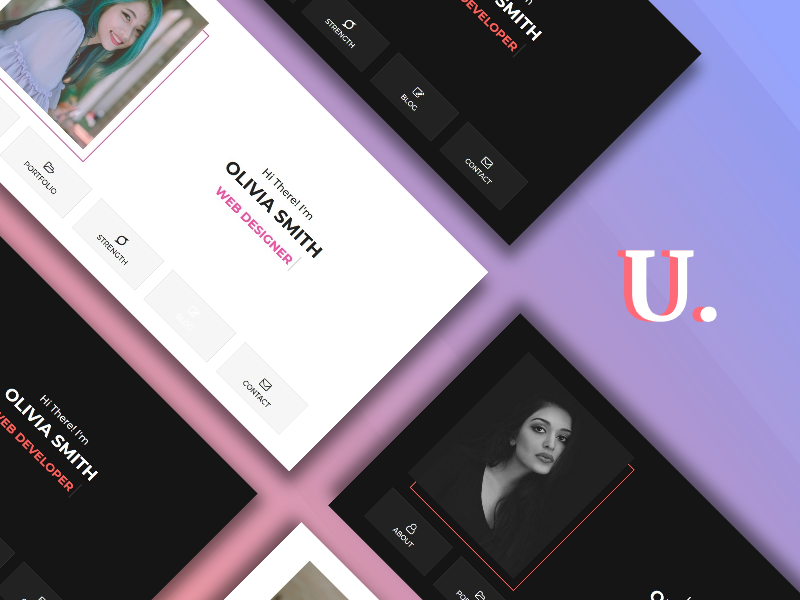 SMITH
DEVELOPER
STRENGTH
BLOG
CONTACT
Hi There! I'm
OLIVIA SMITH
WEB DESIGNER
PORTFOLIO
STRENGTH
BLOG
CONTACT
U.
Hi There! I'm
OLIVIA SMITH
WEB DEVELOPER
ABOUT